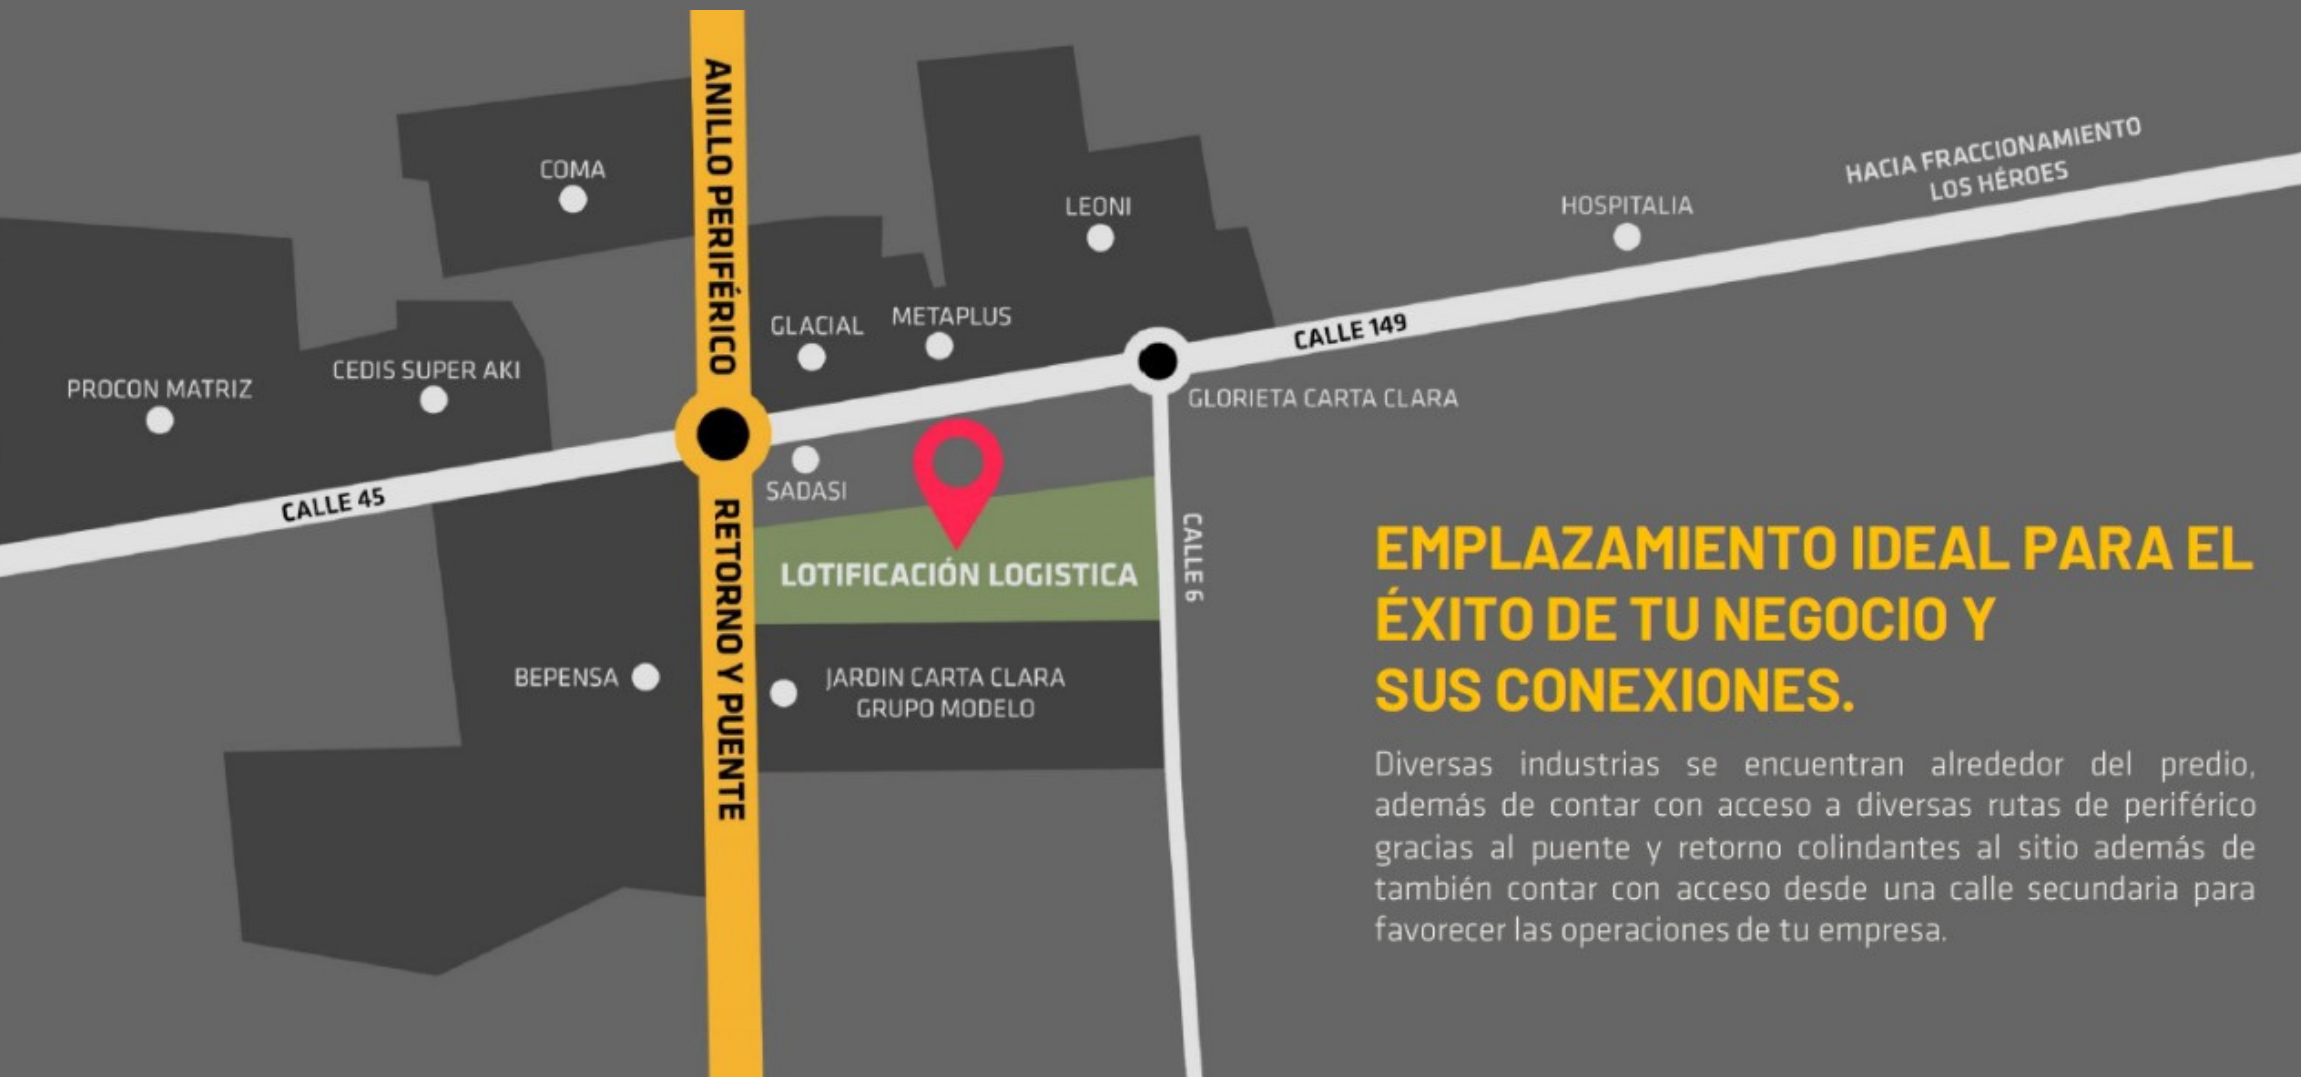 ANILLO PERIFÉRICO
COMA
LEONI
HACIA FRACCIONAMIENTO
LOS HÉROES
HOSPITALIA
GLACIAL
METAPLUS
CALLE 149
PROCON MATRIZ
CEDIS SUPER AKI
GLORIETA CARTA CLARA
CALLE 45
SADASI
RETORNO Y PUENTE
LOTIFICACIÓN LOGISTICA
CALLE 6
BEPENSA
JARDIN CARTA CLARA
GRUPO MODELO
EMPLAZAMIENTO IDEAL PARA EL
ÉXITO DE TU NEGOCIO Y
SUS CONEXIONES.
Diversas industrias se encuentran alrededor del predio,
además de contar con acceso a diversas rutas de periférico
gracias al puente y retorno colindantes al sitio además de
también contar con acceso desde una calle secundaria para
favorecer las operaciones de tu empresa.